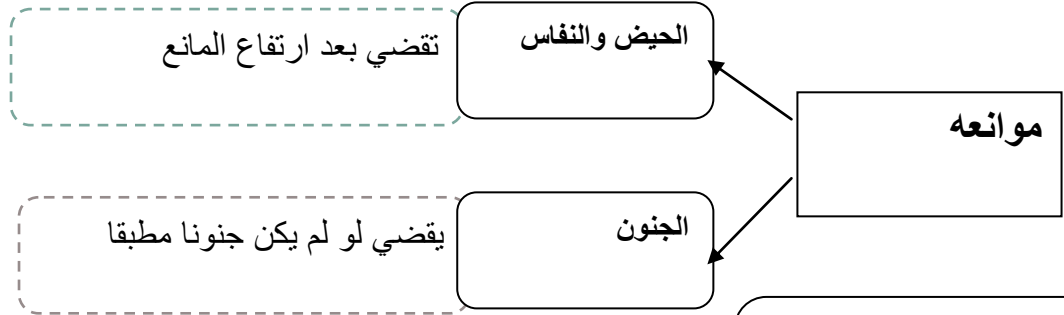 موانعه
الحيض والنفاس
تقضي بعد ارتفاع المانع
الجنون
يقضي لو لم يكن جنونا مطبقا